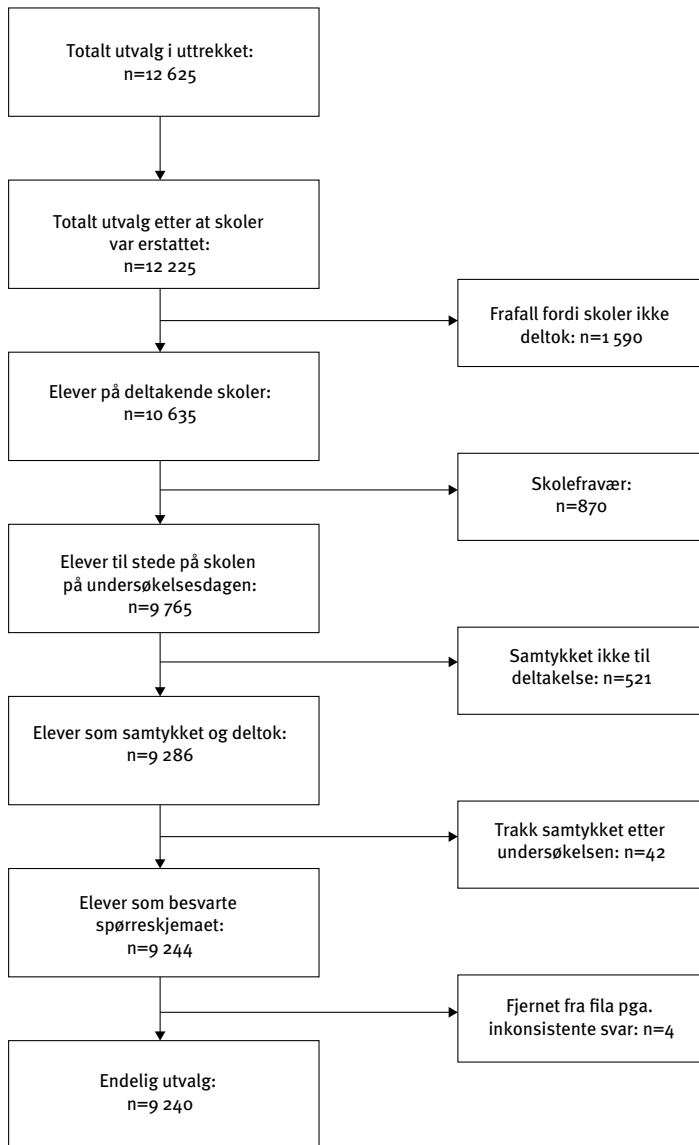 Totalt utvalg i uttrekket:
n=12 625
Totalt utvalg etter at skoler
var erstattet:
n=12 225
Frafall fordi skoler ikke
deltok: n=1 590
Elever på deltakende skoler:
n=10 635
Skolefravær:
n=870
Elever til stede på skolen
på undersøkelsesdagen:
n=9 765
Samtykket ikke til
deltakelse: n=521
Elever som samtykket og deltok:
n=9 286
Trakk samtykket etter
undersøkelsen: n=42
Elever som besvarte
spørreskjemaet:
n=9 244
Fjernet fra fila pga.
inkonsistente svar: n=4
Endelig utvalg:
n=9 240